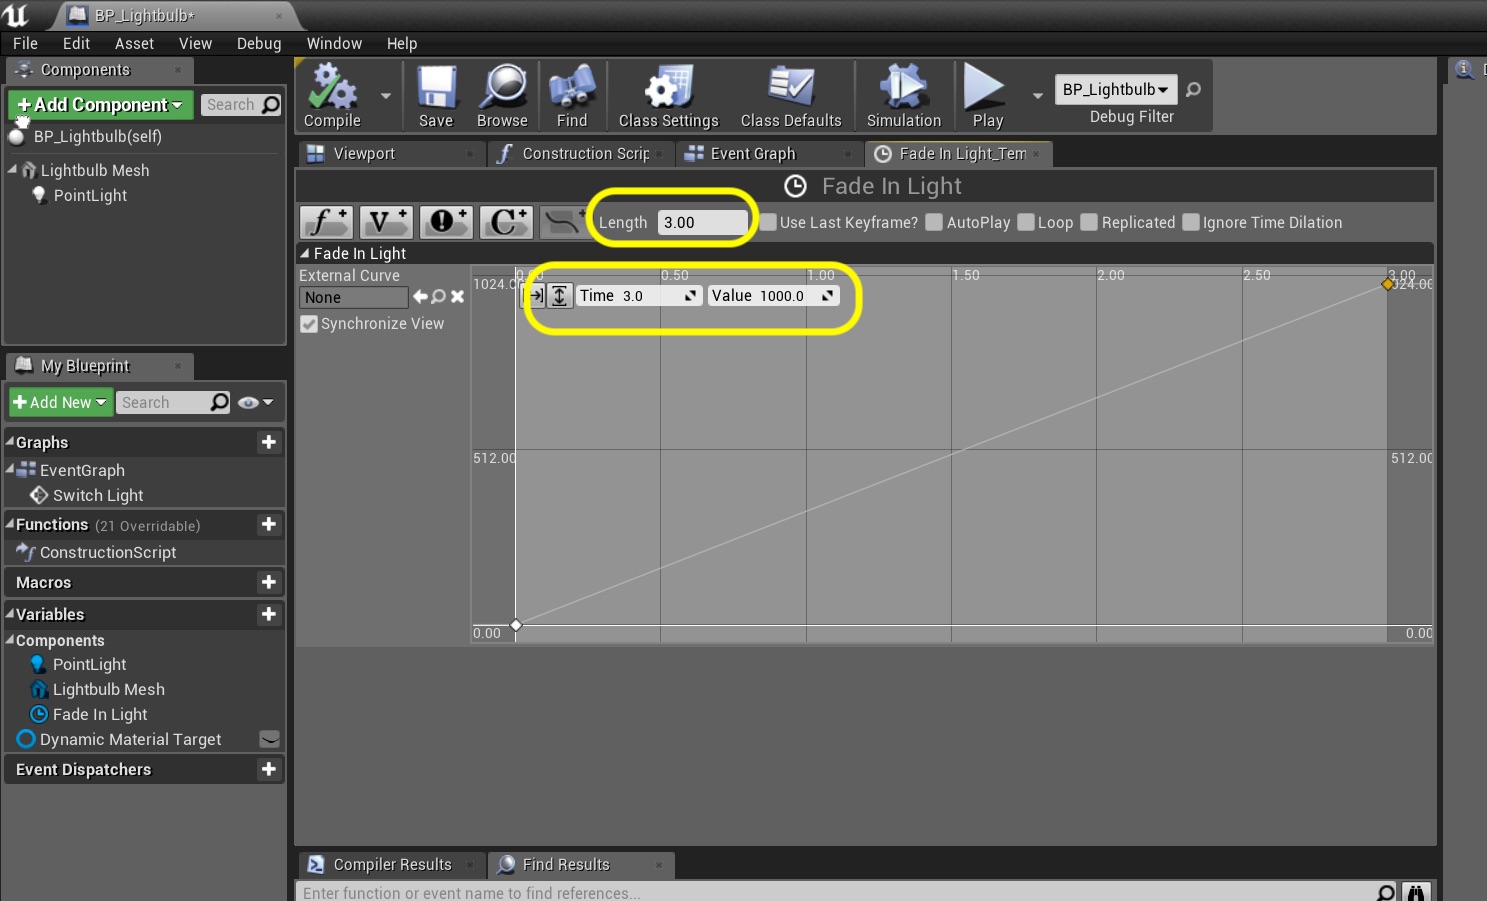 BP_Lightbulb*
File Edit Asset View Debug Window Help
Components
Add Component
Search
BP_Lightbulb(self)
Lightbulb Mesh
PointLight
My Blueprint
Add New
Search
Graphs
EventGraph
Switch Light
Functions (21 Overridable)
ConstructionScript
Macros
Variables
Components
PointLight
Lightbulb Mesh
Fade In Light
Dynamic Material Target
Event Dispatchers
Compile Save Browse Find Class Settings Class Defaults Simulation Play
BP_Lightbulb
Debug Filter
Viewport Construction Scrip Event Graph Fade In Light_Tem
Fade In Light
Length 3.00 Use Last Keyframe? AutoPlay Loop Replicated Ignore Time Dilation
Fade In Light
External Curve
None
Synchronize View
0.00 0.50 1.00 1.50 2.00 2.50 3.00
1024.0
Time 3.0 Value 1000.0
024.00
512.00 512.00
0.00 0.00
Compiler Results Find Results
Enter function or event name to find references...